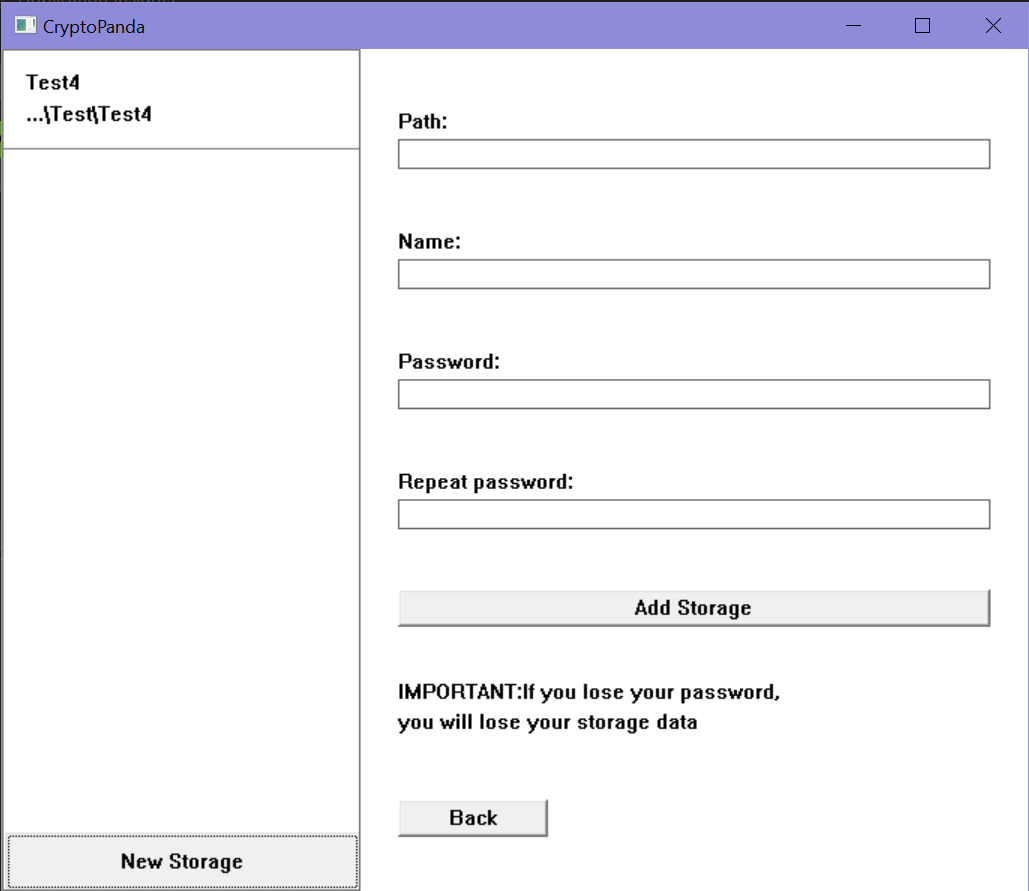 CryptoPanda
Test4
...\Test\Test4
New Storage
Path:
Name:
Password:
Repeat password:
Add Storage
IMPORTANT:If you lose your password,
you will lose your storage data
Back